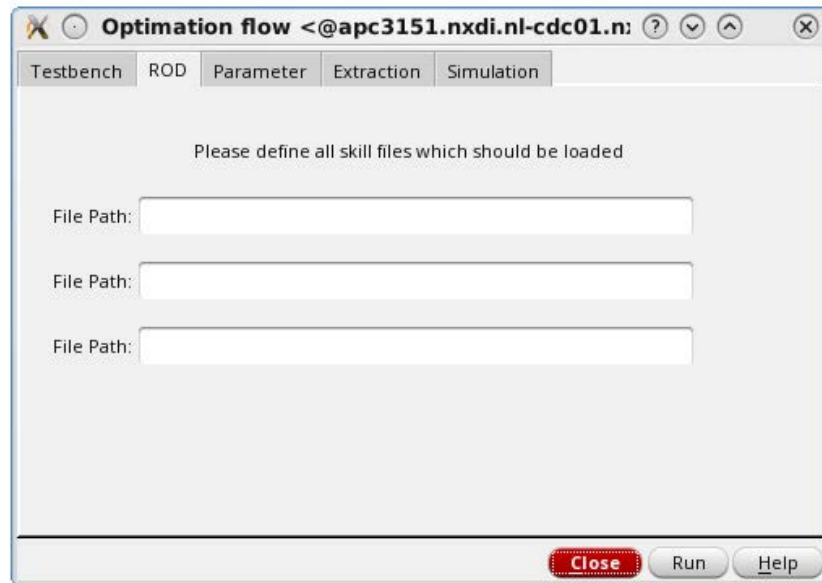 Optimation flow <@apc3151.nxdi.nl-cdc01.nx
Testbench ROD Parameter Extraction Simulation
Please define all skill files which should be loaded
File Path:
File Path:
File Path:
Close Run Help